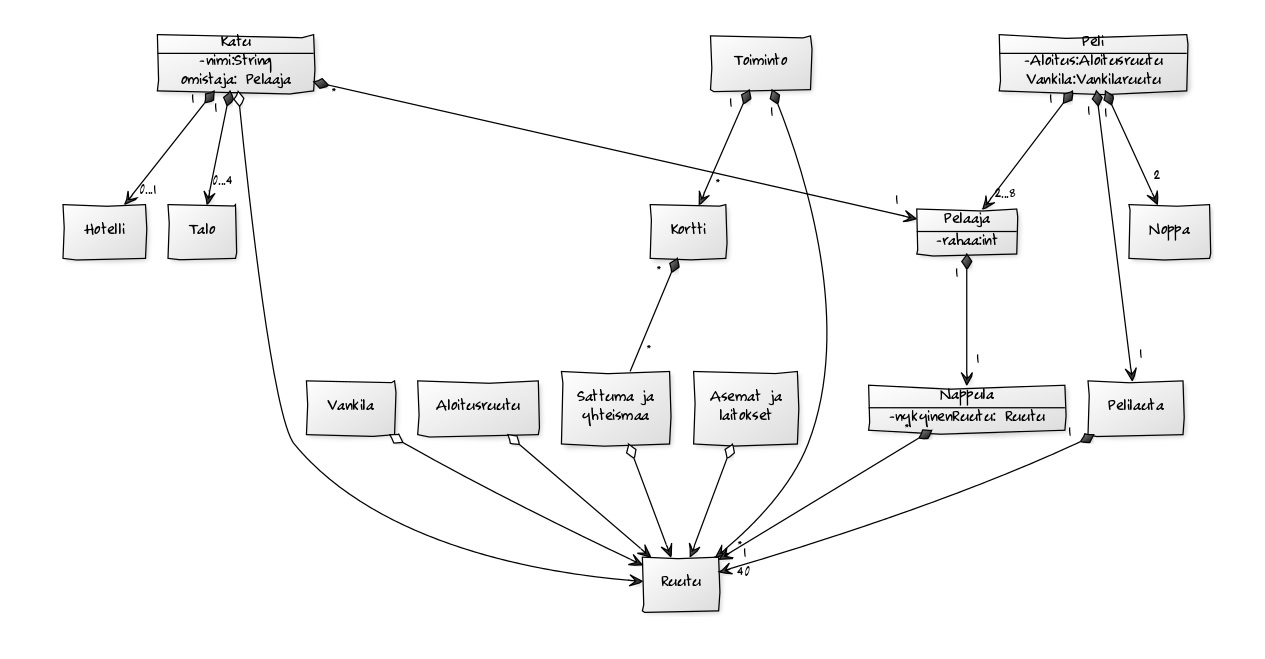 Katu
-nimi:String
omistaja: Pelaaja
Toiminto
Peli
-Aloitus:Aloitusruutu
Vankila:Vankilaruutu
1
1
*
1
1
1
1
1
0...1
0...4
*
1
2...8
2
Hotelli
Talo
Kortti
Pelaaja
-rahaa:int
Noppa
*
1
*
1
1
Vankila
Aloitusruutu
Sattuma ja
yhteismaa
Asemat ja
laitokset
Nappula
-nykyinenRuutu: Ruutu
Pelilauta
*
1
*
1
40
Ruutu